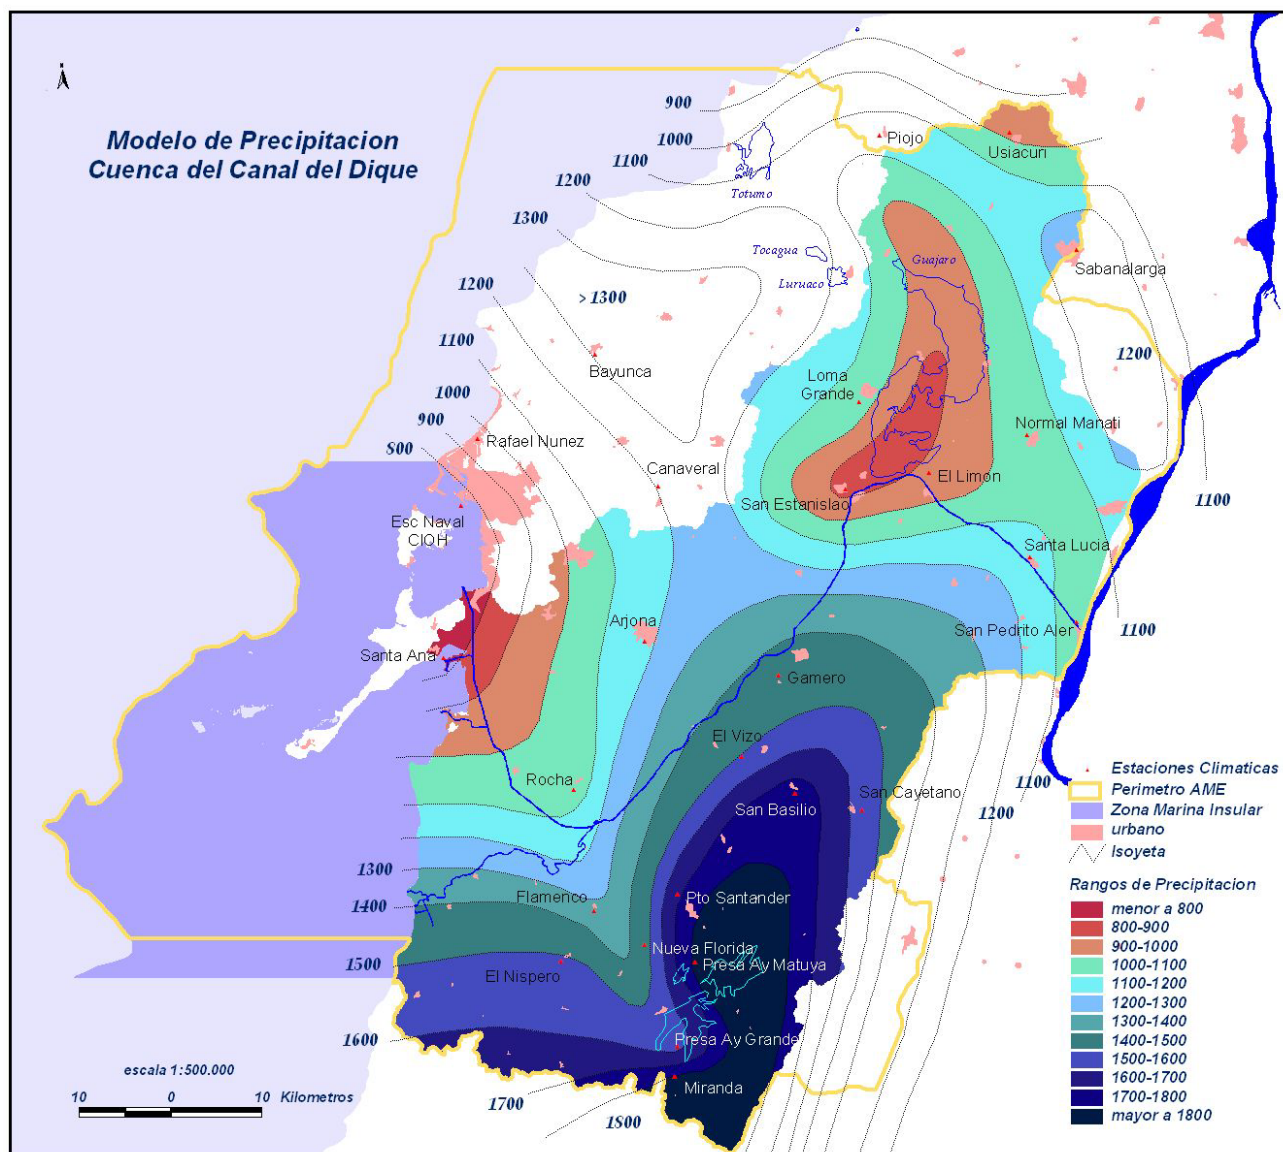 Modelo de Precipitacion
Cuenca del Canal del Dique
900
1000
1100
1200
1300
1200
1100
1000
900
800
> 1300
Totumo
Tocagua
Luruaco
Guajaro
Piojo
Usiacuri
Sabanalarga
1200
Bayunca
Loma
Grande
Normal Manati
Rafael Nunez
Canaveral
El Limon
San Estanislao
1100
Esc Naval
CIOH
Santa Lucia
Arjona
San Pedrito Aler
1100
Santa Ana
Gamero
El Vizo
Rocha
San Basilio
San Cayetano
1100
1200
1300
Flamenco
Pto Santander
1400
Nueva Florida
1500
El Nispero
Presa Ay Matuya
1600
Presa Ay Grande
Miranda
1700
1800
escala 1:500.000
10 0 10 Kilometros
Estaciones Climaticas
Perimetro AME
Zona Marina Insular
urbano
Isoyeta
Rangos de Precipitacion
menor a 800
800-900
900-1000
1000-1100
1100-1200
1200-1300
1300-1400
1400-1500
1500-1600
1600-1700
1700-1800
mayor a 1800